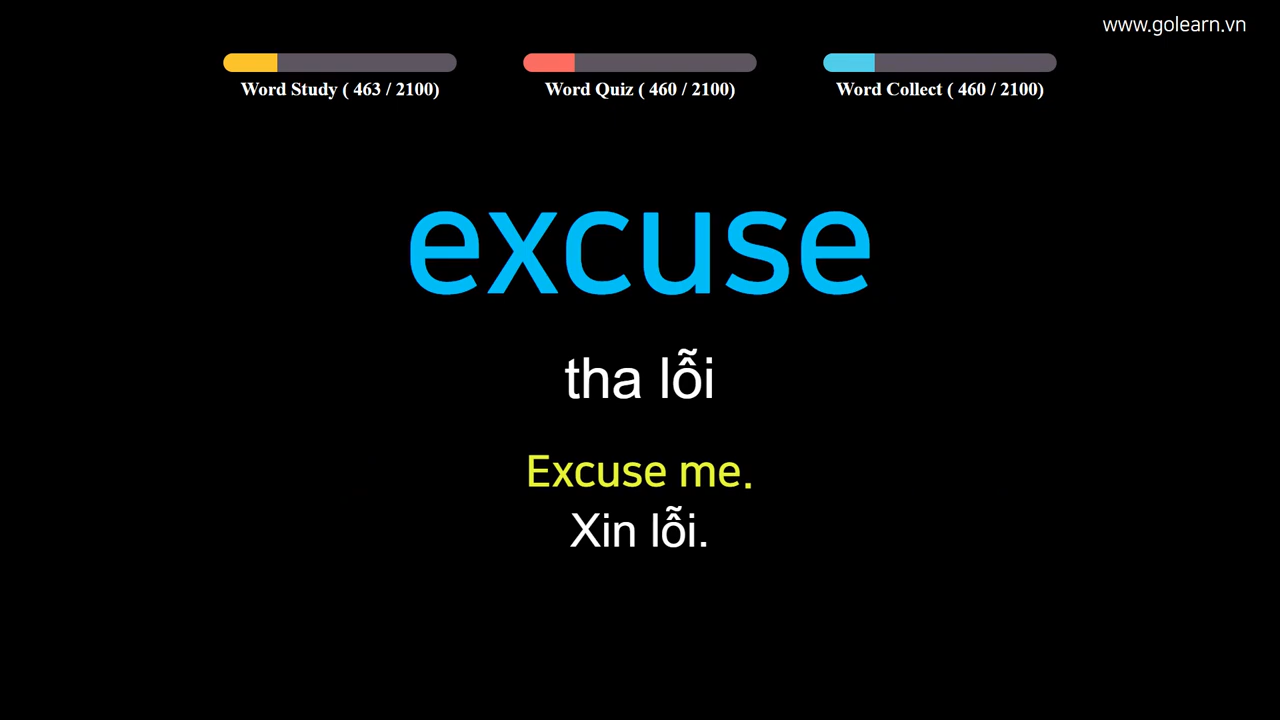 www.golearn.vn
Word Study ( 463 / 2100)
Word Quiz ( 460 / 2100)
Word Collect ( 460 / 2100)
excuse
tha lỗi
Excuse me.
Xin lỗi.